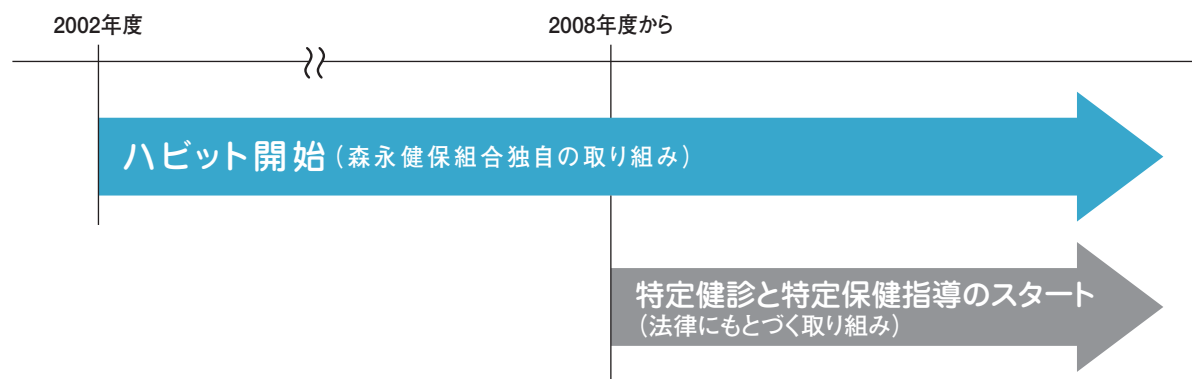 2002年度
2008年度から
ハビット開始（森永健保組合独自の取り組み）
特定健診と特定保健指導のスタート
（法律にもとづく取り組み）